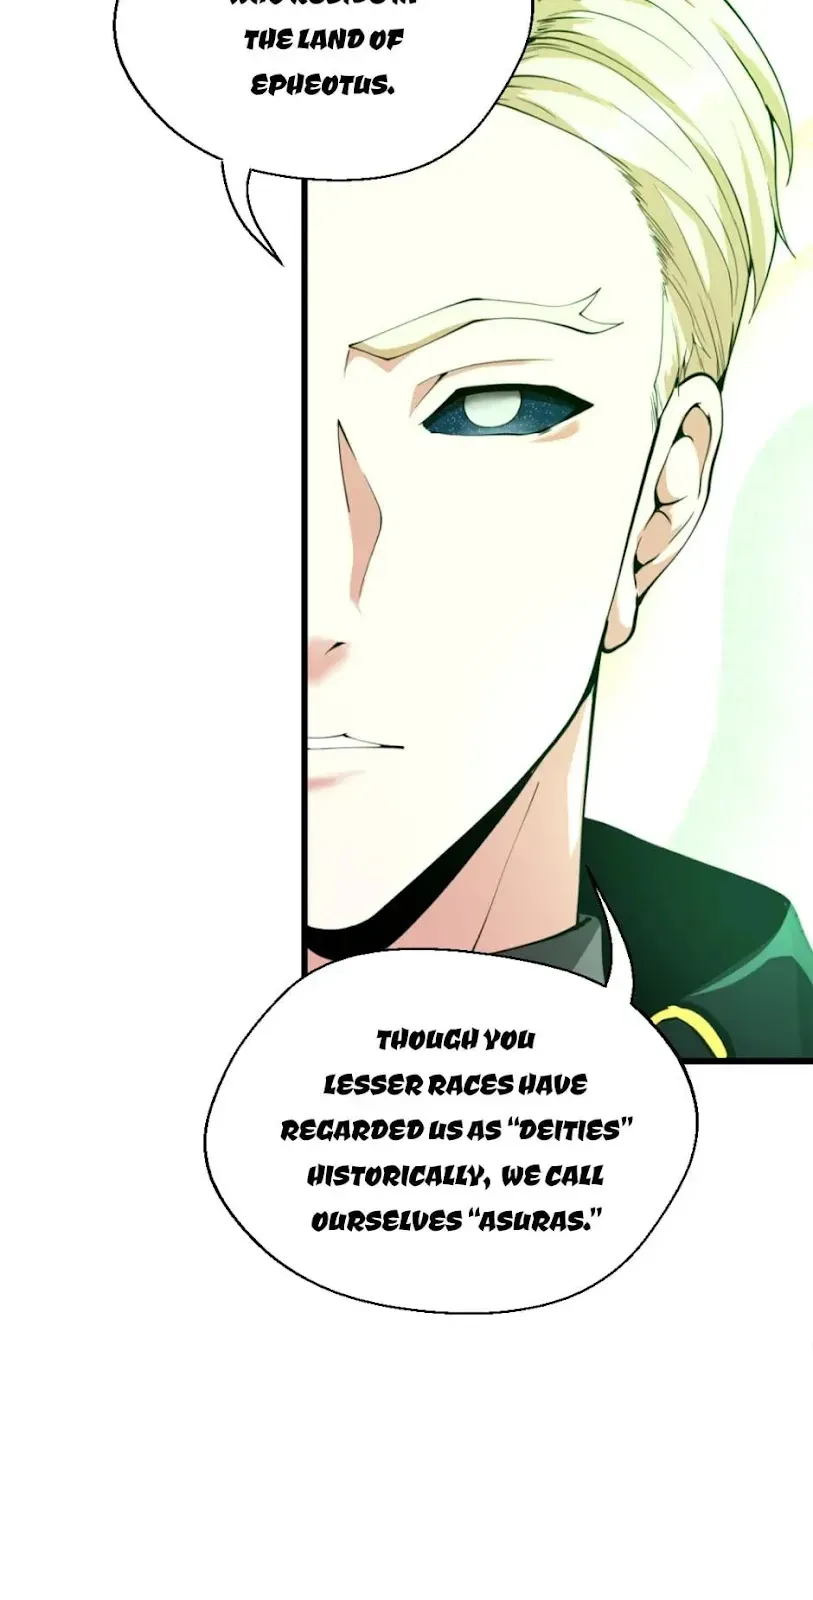 THE LAND OF
EPHEOTUS.
THOUGH YOU
LESSER RACES HAVE
REGARDED US AS "DEITIES"
HISTORICALLY, WE CALL
OURSELVES "ASURAS."